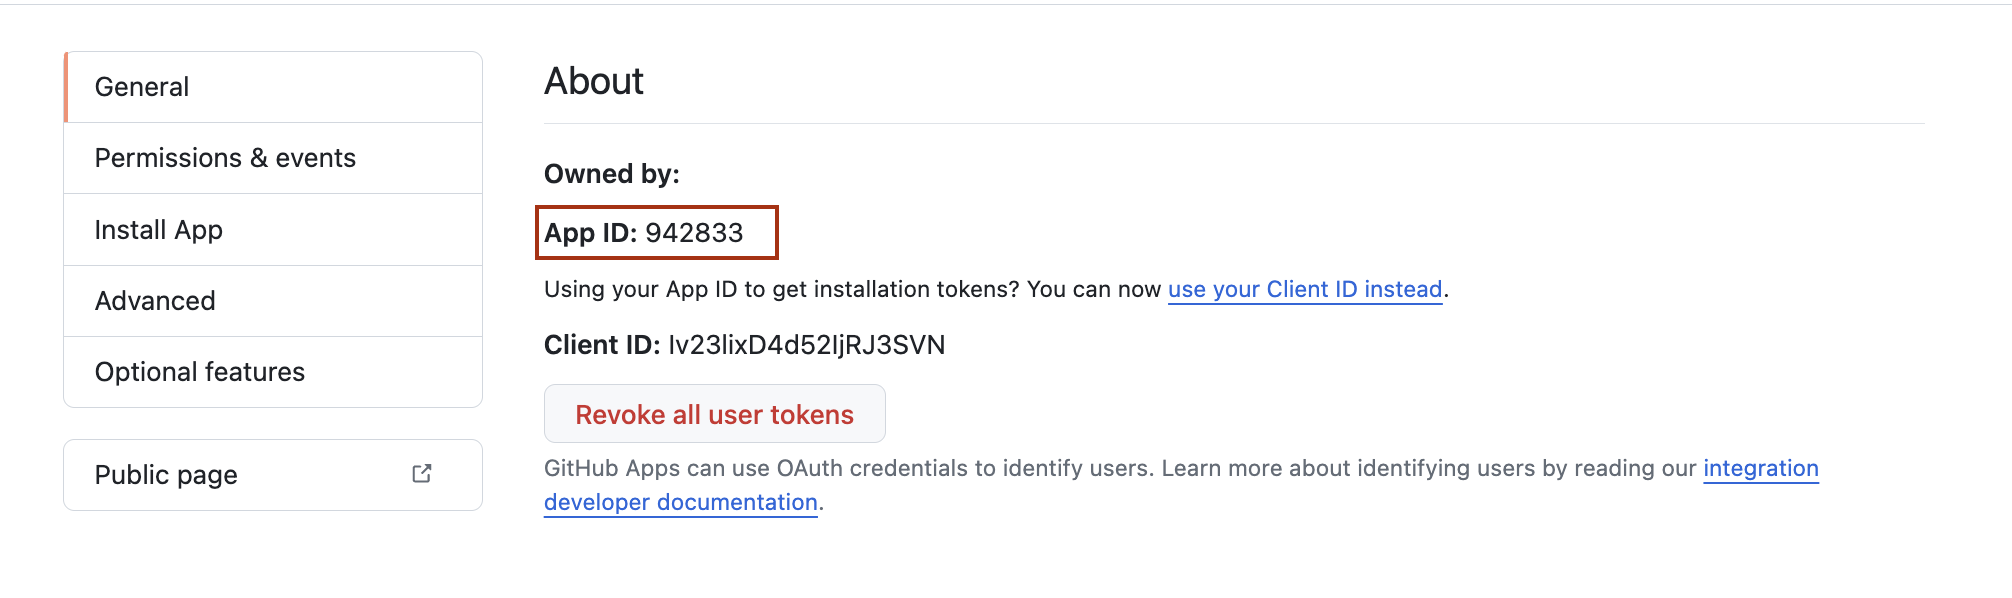 General
Permissions & events
Install App
Advanced
Optional features
Public page
About
Owned by:
App ID: 942833
Using your App ID to get installation tokens? You can now use your Client ID instead.
Client ID: Iv23lixD4d52IjRJ3SVN
Revoke all user tokens
GitHub Apps can use OAuth credentials to identify users. Learn more about identifying users by reading our integration
developer documentation.